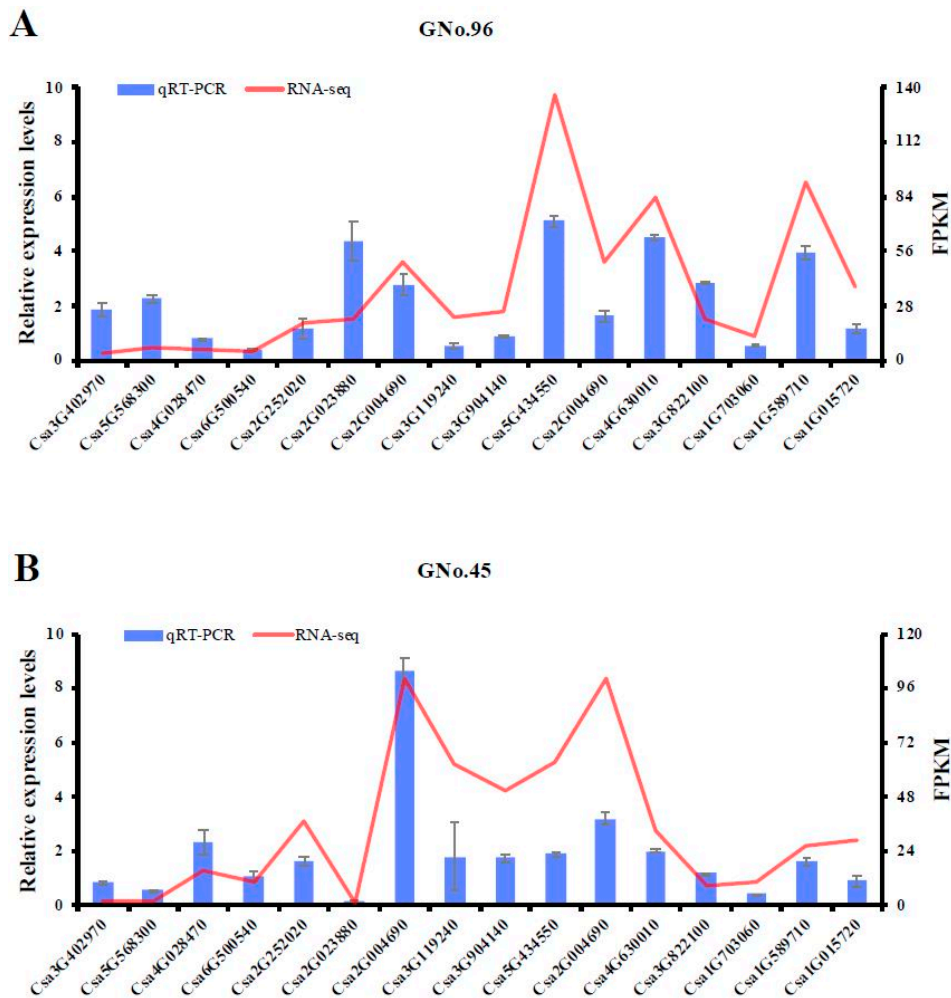 A
GNo.96
qRT-PCR RNA-seq
Relative expression levels
10
8
6
4
2
0
FPKM
140
112
84
56
28
0
Csa3G402970
Csa5G568300
Csa4G028470
Csa6G500540
Csa2G252020
Csa2G023880
Csa2G004690
Csa3G119240
Csa3G904140
Csa5G434550
Csa2G004690
Csa4G630010
Csa3G822100
Csa1G703060
Csa1G589710
Csa1G015720
B
GNo.45
qRT-PCR RNA-seq
Relative expression levels
10
8
6
4
2
0
FPKM
120
96
72
48
24
0
Csa3G402970
Csa5G568300
Csa4G028470
Csa6G500540
Csa2G252020
Csa2G023880
Csa2G004690
Csa3G119240
Csa3G904140
Csa5G434550
Csa2G004690
Csa4G630010
Csa3G822100
Csa1G703060
Csa1G589710
Csa1G015720